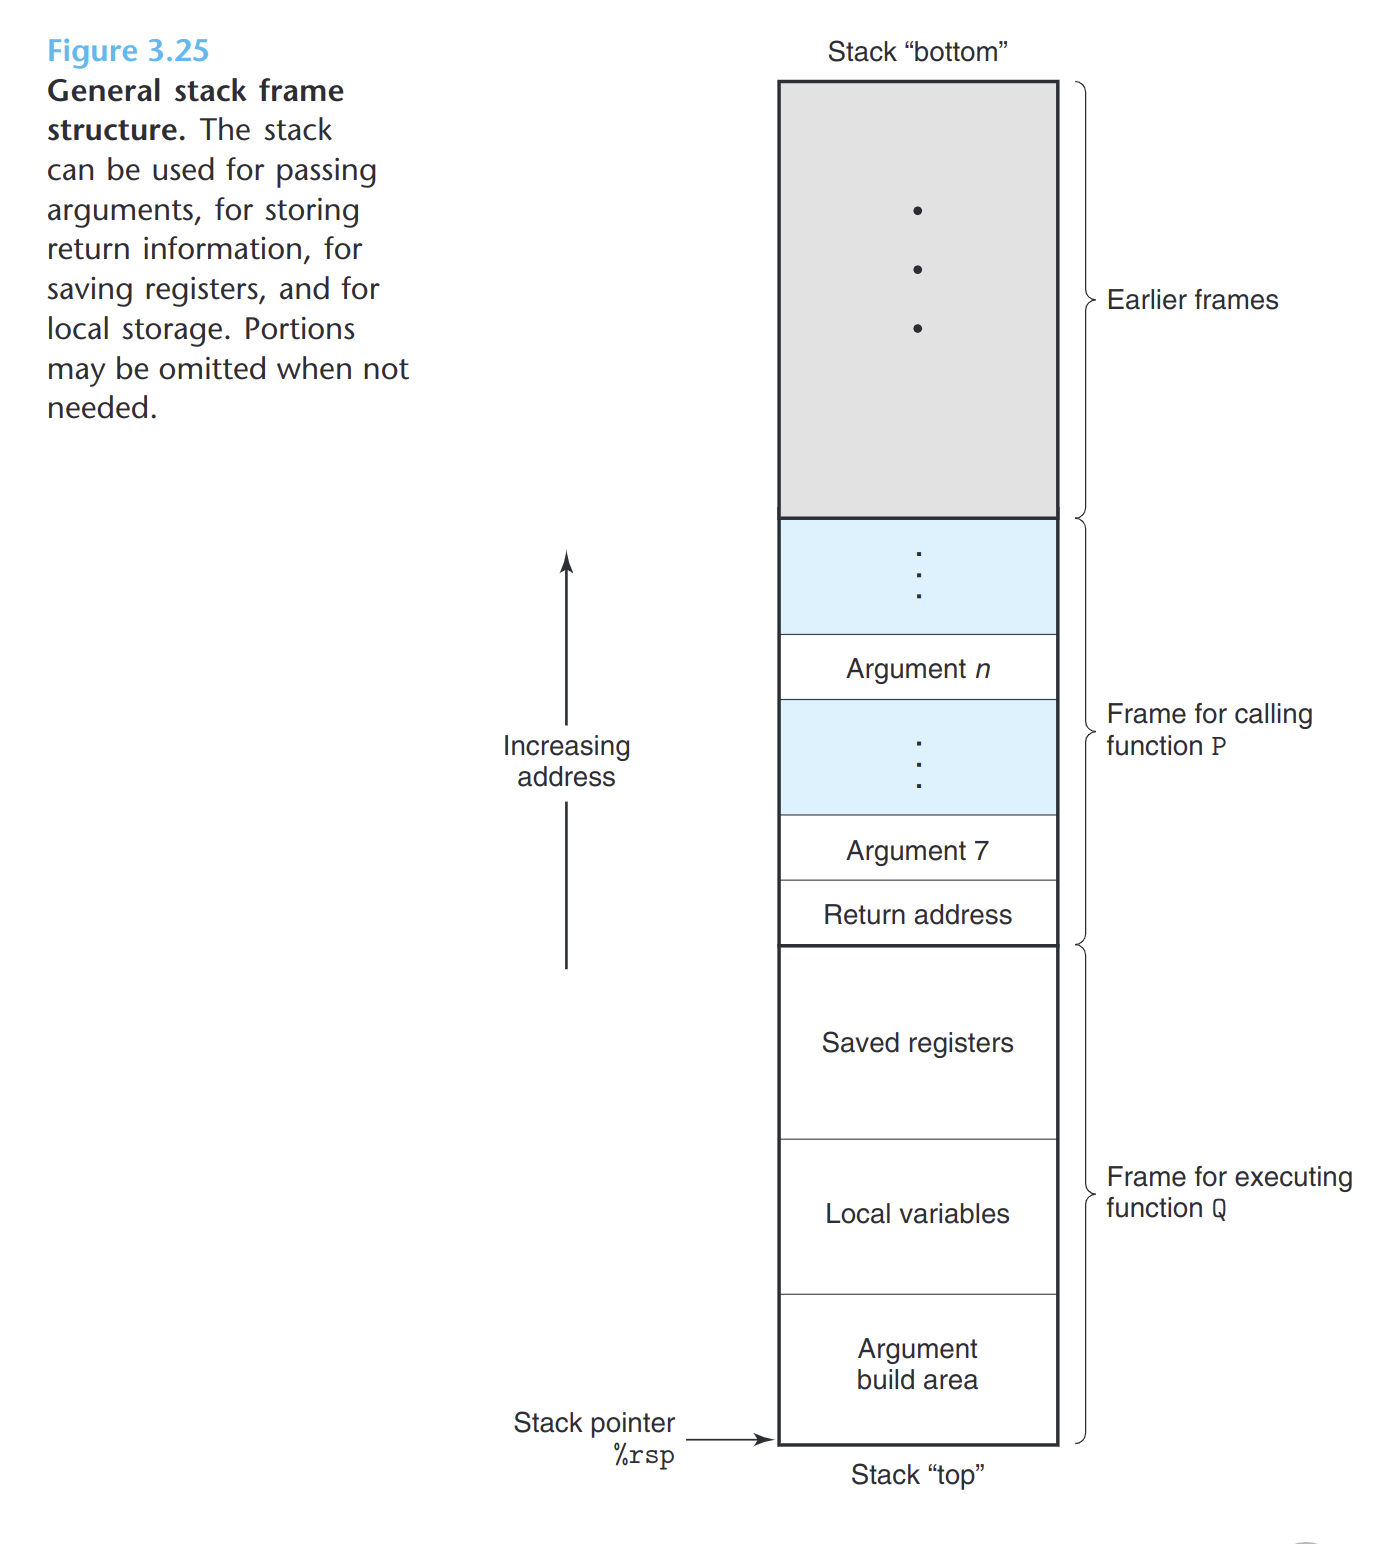 Figure 3.25
General stack frame
structure. The stack
can be used for passing
arguments, for storing
return information, for
saving registers, and for
local storage. Portions
may be omitted when not
needed.
Stack “bottom”
Earlier frames
Argument n
Frame for calling
function P
Increasing
address
Argument 7
Return address
Saved registers
Frame for executing
function Q
Local variables
Argument
build area
Stack pointer
%rsp
Stack “top”